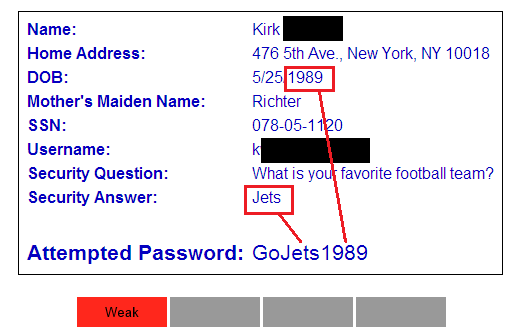 Name: Kirk
Home Address: 476 5th Ave., New York, NY 10018
DOB: 5/25/1989
Mother's Maiden Name: Richter
SSN: 078-05-1120
Username: k
Security Question: What is your favorite football team?
Security Answer: Jets
Attempted Password: GoJets1989
Weak